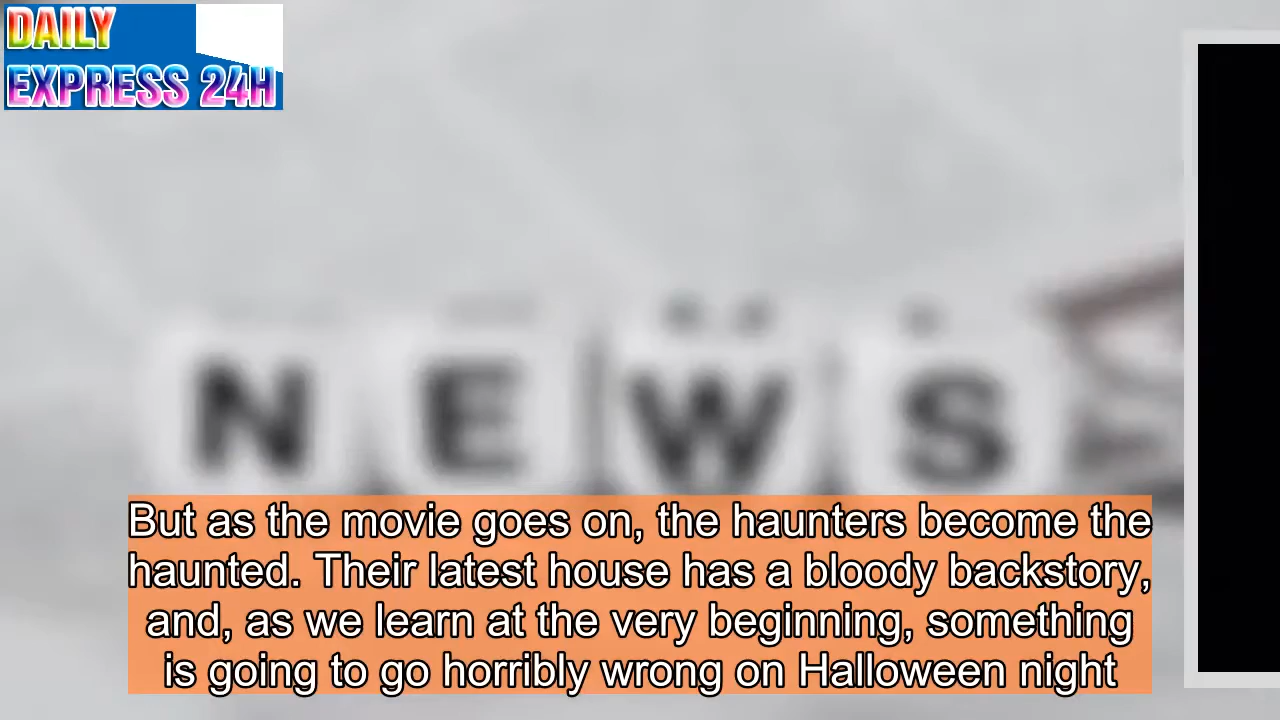 DAILY
EXPRESS 24H
NEWS
But as the movie goes on, the haunters become the
haunted. Their latest house has a bloody backstory,
and, as we learn at the very beginning, something
is going to go horribly wrong on Halloween night